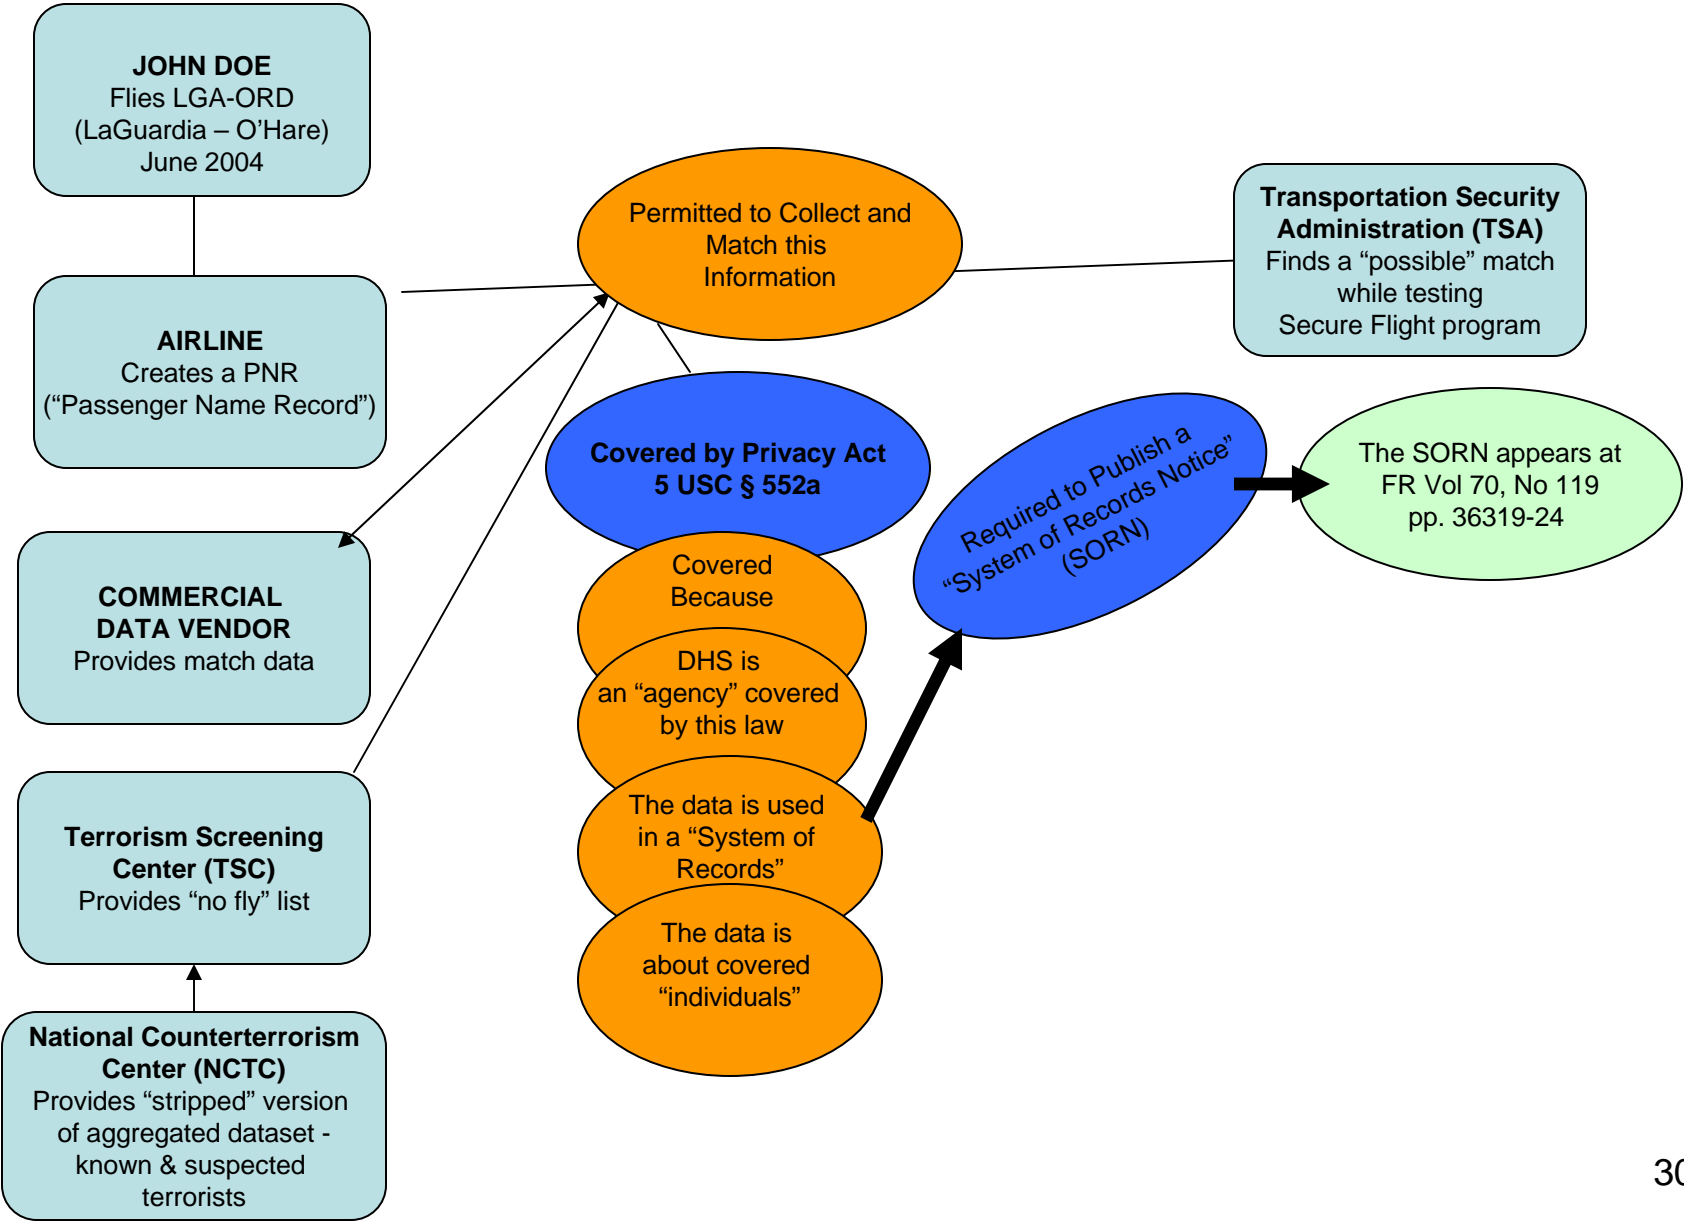 JOHN DOE
Flies LGA-ORD
(LaGuardia – O’Hare)
June 2004
AIRLINE
Creates a PNR
(“Passenger Name Record”)
COMMERCIAL
DATA VENDOR
Provides match data
Terrorism Screening
Center (TSC)
Provides “no fly” list
National Counterterrorism
Center (NCTC)
Provides “stripped” version
of aggregated dataset -
known & suspected
terrorists
Permitted to Collect and
Match this
Information
Covered by Privacy Act
5 USC § 552a
Covered
Because
DHS is
an “agency” covered
by this law
The data is used
in a “System of
Records”
The data is
about covered
“individuals”
Transportation Security
Administration (TSA)
Finds a “possible” match
while testing
Secure Flight program
Required to Publish a
“System of Records Notice”
(SORN)
The SORN appears at
FR Vol 70, No 119
pp. 36319-24
30